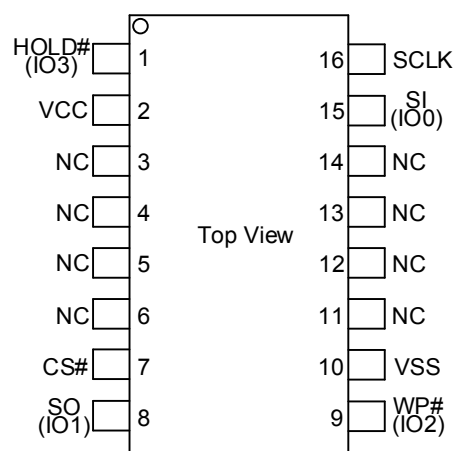 HOLD#
(IO3)
1
16
SCLK
VCC
2
15
SI
(IO0)
NC
3
14
NC
NC
4
13
NC
Top View
NC
5
12
NC
NC
6
11
NC
CS#
7
10
VSS
SO
(IO1)
8
9
WP#
(IO2)